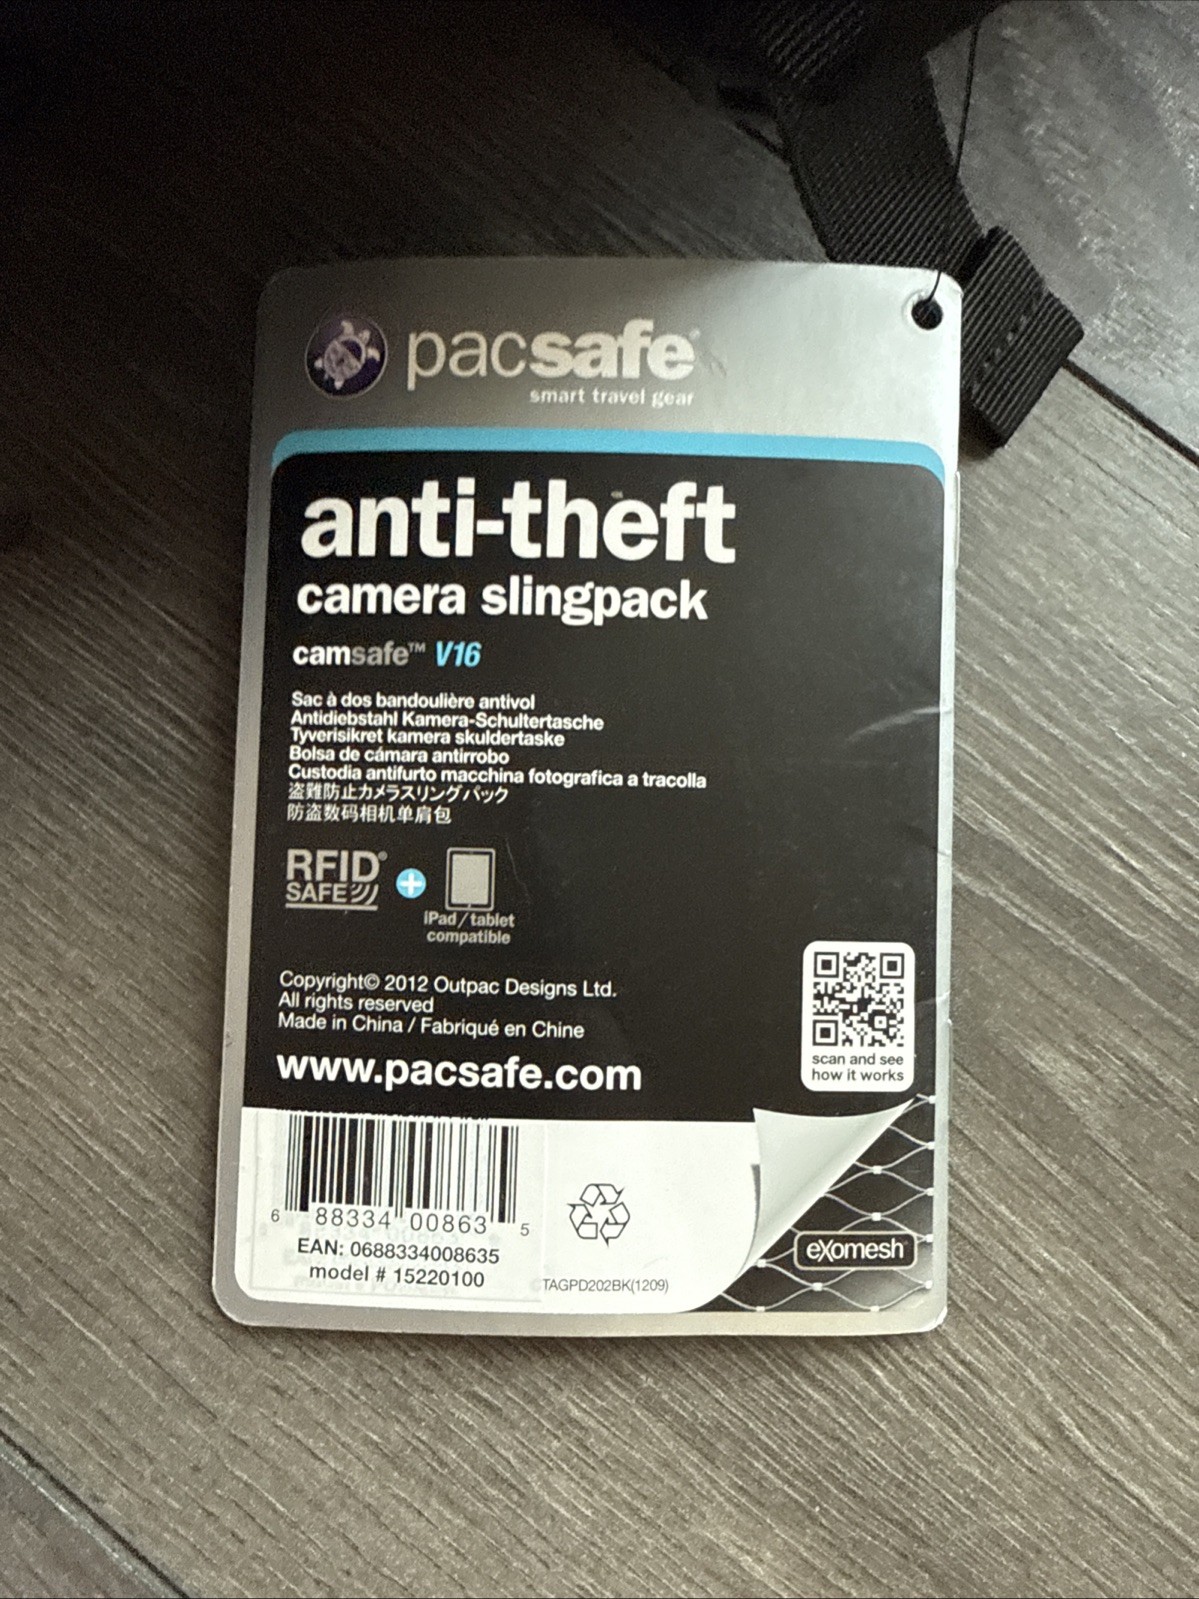 pacsafe®
smart travel gear
anti-theft
camera slingpack
camsafe™ V16
Sac à dos bandoulière antivol
Antidiebstahl Kamera-Schultertasche
Tyverisikret kamera skuldertaske
Bolsa de cámara antirrobo
Custodia antifurto macchina fotografica a tracolla
盗難防止カメラスリングパック
防盗数码相机单肩包
RFID®
SAFE
iPad/tablet
compatible
Copyright© 2012 Outpac Designs Ltd.
All rights reserved
Made in China / Fabriqué en Chine
www.pacsafe.com
scan and see
how it works
6 88334 00863 5
EAN: 0688334008635
model # 15220100
TAGPD202BK(1209)
eXomesh®